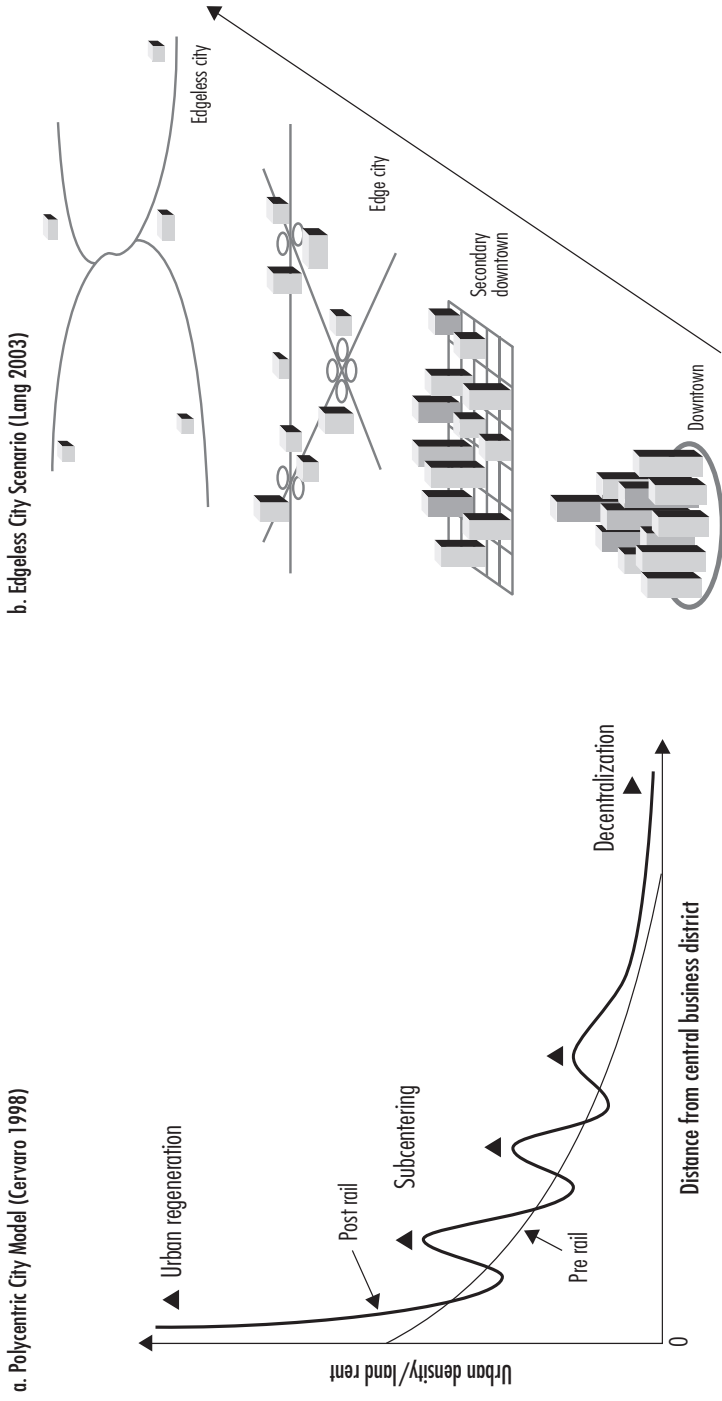 a. Polycentric City Model (Cervaro 1998)
Urban density/land rent
Urban regeneration
Post rail
Subcentering
Pre rail
Decentralization
0
Distance from central business district
b. Edgeless City Scenario (Lang 2003)
Edgeless city
Edge city
Secondary
downtown
Downtown